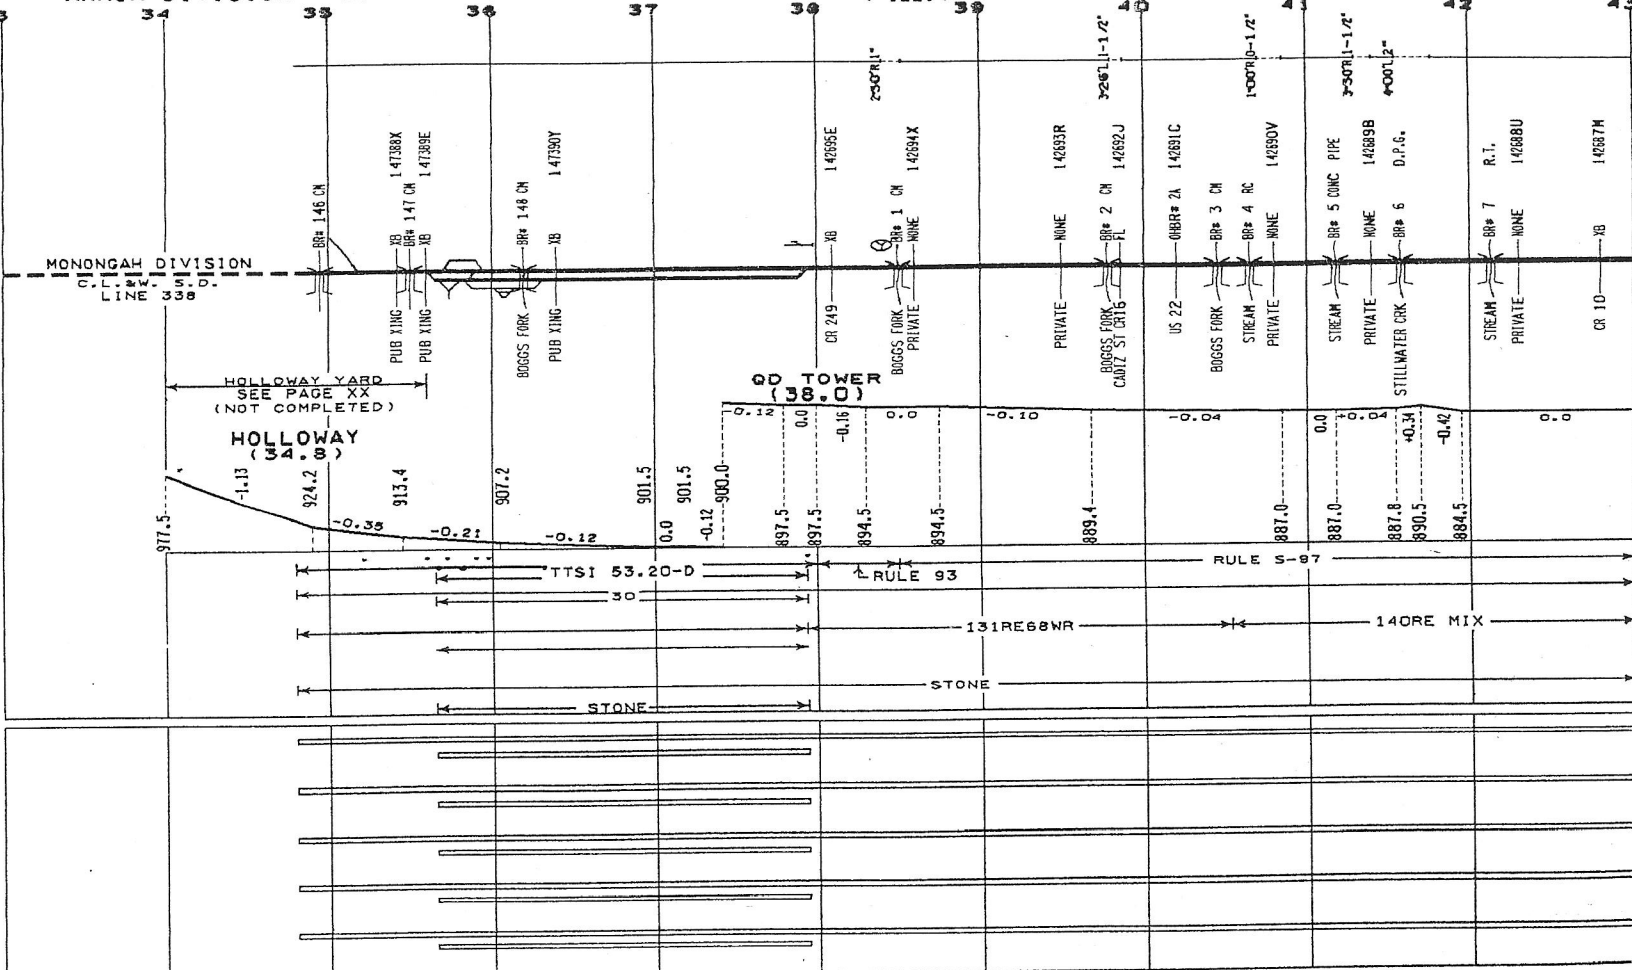 34 35 36 37 38 39 40 41 42
2-30'R,1"
3-26'L,1-1/2"
1-00'R,0-1/2"
3-30'R,1-1/2"
4-00'L,2"
BR# 146 CM
XB 147388X
BR# 147 CM
XB 147389E
BR# 148 CM
XB 147390Y
XB 142695E
BR# 1 CM
NONE 142694X
NONE 142693R
BR# 2 CM
FL 142692J
OHBR# 2A 142691C
BR# 3 CM
BR# 4 RC
NONE 142690V
BR# 5 CONC PIPE
NONE 142689B
BR# 6 D.P.G.
BR# 7 R.T.
NONE 142688U
XB 142687M
MONONGAH DIVISION
C.L.&W. S.D.
LINE 338
PUB XING
PUB XING
BOGGS FORK
PUB XING
CR 249
BOGGS FORK
PRIVATE
PRIVATE
BOGGS FORK
CADIZ ST CR16
US 22
BOGGS FORK
STREAM
PRIVATE
STREAM
PRIVATE
STILLWATER CRK
STREAM
PRIVATE
CR 10
HOLLOWAY YARD
SEE PAGE XX
(NOT COMPLETED)
HOLLOWAY
(34.8)
QD TOWER
(38.0)
-0.12 0.0 -0.16 0.0 -0.10 -0.04 0.0 +0.04 +0.34 -0.42 0.0
-1.13 -0.35 -0.21 -0.12 0.0 -0.12
977.5 924.2 913.4 907.2 901.5 901.5 900.0 897.5 897.5 894.5 894.5 889.4 887.0 887.0 887.8 890.5 884.5
TTSI 53.20-D
RULE 93
RULE S-97
30
131RE68WR
140RE MIX
STONE
STONE